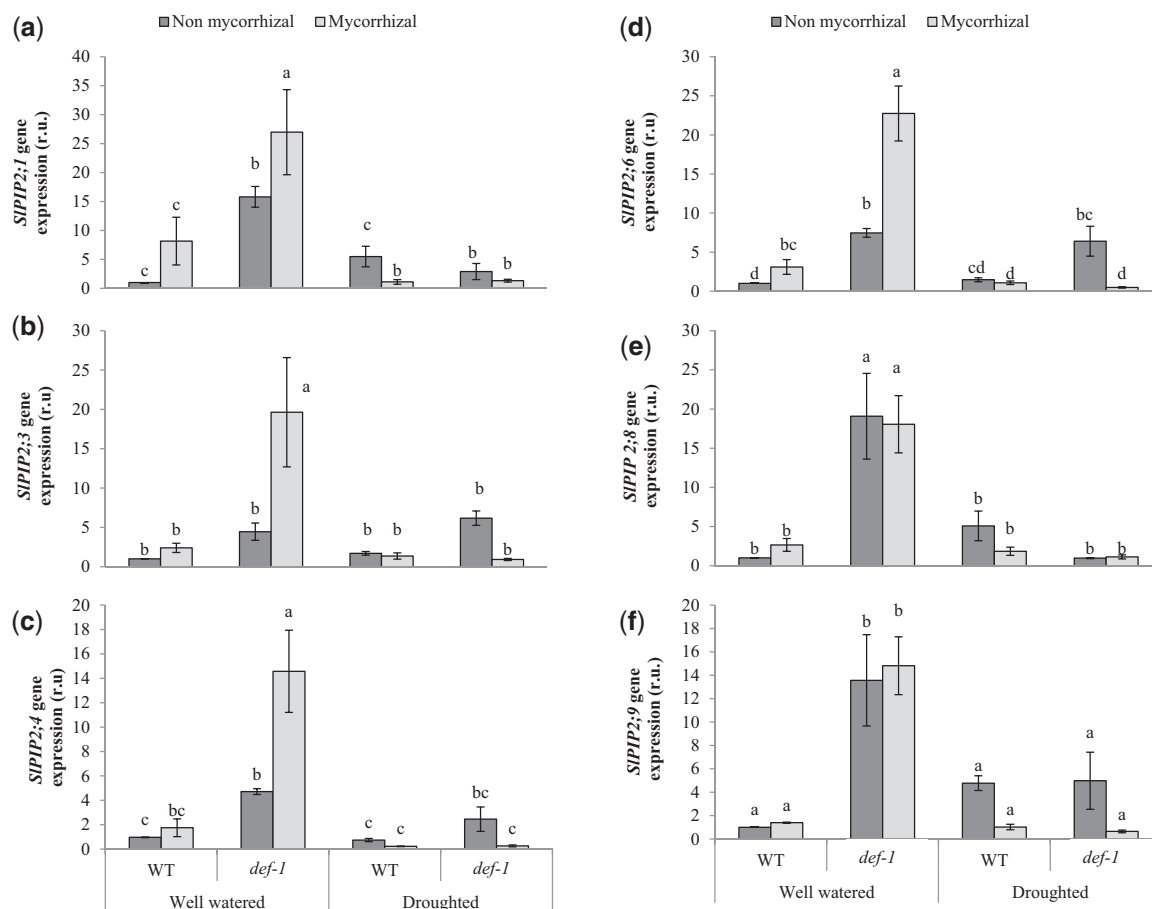 (a)
Non mycorrhizal Mycorrhizal
SlPIP2;1 gene
expression (r.u.)
40
35
30
25
20
15
10
5
0
c c b a c b b b
(b)
SlPIP2;3 gene
expression (r.u)
30
25
20
15
10
5
0
b b b a b b b b
(c)
SlPIP2;4 gene
expression (r.u)
20
18
16
14
12
10
8
6
4
2
0
c bc b a c c bc c
WT def-1 WT def-1
Well watered Droughted
(d)
Non mycorrhizal Mycorrhizal
SlPIP2;6 gene
expression (r.u)
30
25
20
15
10
5
0
d bc b a cd d bc d
(e)
SlPIP 2;8 gene
expression (r.u.)
30
25
20
15
10
5
0
b b a a b b b b
(f)
SlPIP2;9 gene
expression (r.u.)
20
18
16
14
12
10
8
6
4
2
0
a a b b a a a a
WT def-1 WT def-1
Well watered Droughted